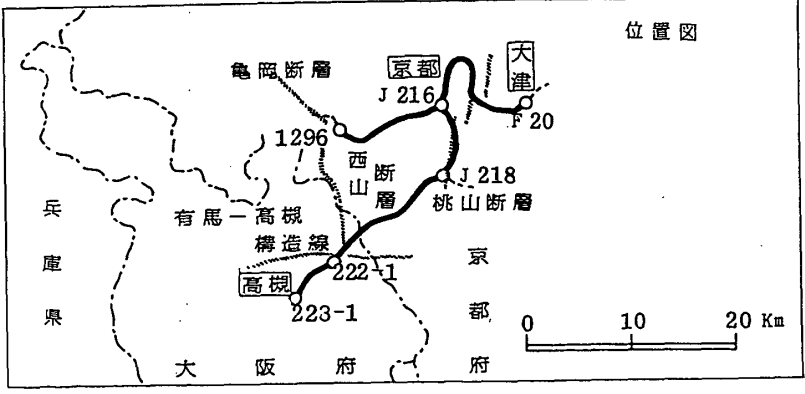 位置図
大津
京都
亀岡断層
J 216
F 20
1296
西山断層
J 218
桃山断層
兵庫県
有馬－高槻
構造線
222-1
高槻
223-1
京都府
0 10 20 Km
大阪府